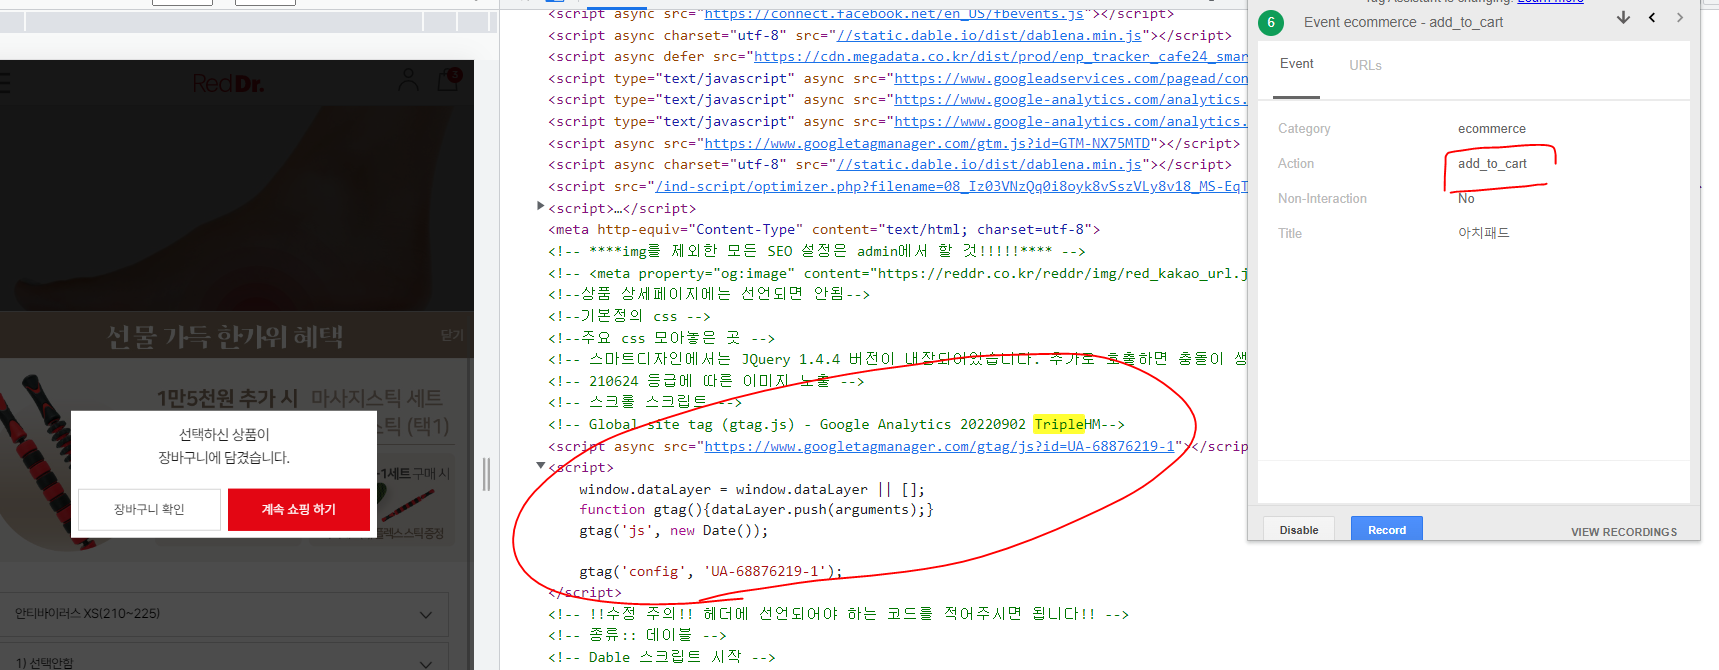 RedDr.
3
선물 가득 한가위 혜택
닫기
1만5천원 추가 시 마사지스틱 세트
스틱 (택1)
1세트 구매 시
플렉스스틱증정
선택하신 상품이
장바구니에 담겼습니다.
장바구니 확인
계속 쇼핑 하기
안티바이러스 XS(210~225)
1) 선택안함
<script async src="https://connect.facebook.net/en_US/fbevents.js"></script>
<script async charset="utf-8" src="//static.dable.io/dist/dablena.min.js"></script>
<script async defer src="https://cdn.megadata.co.kr/dist/prod/enp_tracker_cafe24_smar
<script type="text/javascript" async src="https://www.googleadservices.com/pagead/con
<script type="text/javascript" async src="https://www.google-analytics.com/analytics.
<script type="text/javascript" async src="https://www.google-analytics.com/analytics.
<script async src="https://www.googletagmanager.com/gtm.js?id=GTM-NX75MTD"></script>
<script async charset="utf-8" src="//static.dable.io/dist/dablena.min.js"></script>
<script src="/ind-script/optimizer.php?filename=08_Iz03VNzQq0i8oyk8vSszVLy8v18_MS-EqT
<script>…</script>
<meta http-equiv="Content-Type" content="text/html; charset=utf-8">
<!-- ****img를 제외한 모든 SEO 설정은 admin에서 할 것!!!!!**** -->
<!-- <meta property="og:image" content="https://reddr.co.kr/reddr/img/red_kakao_url.j
<!--상품 상세페이지에는 선언되면 안됨-->
<!--기본정의 css -->
<!--주요 css 모아놓은 곳 -->
<!-- 스마트디자인에서는 JQuery 1.4.4 버전이 내장되어있습니다. 추가로 호출하면 충돌이 생
<!-- 210624 등급에 따른 이미지 노출 -->
<!-- 스크롤 스크립트 -->
<!-- Global site tag (gtag.js) - Google Analytics 20220902 TripleHM-->
<script async src="https://www.googletagmanager.com/gtag/js?id=UA-68876219-1"></scrip
<script>
window.dataLayer = window.dataLayer || [];
function gtag(){dataLayer.push(arguments);}
gtag('js', new Date());
gtag('config', 'UA-68876219-1');
</script>
<!-- !!수정 주의!! 헤더에 선언되어야 하는 코드를 적어주시면 됩니다!! -->
<!-- 종류:: 데이블 -->
<!-- Dable 스크립트 시작 -->
Tag Assistant is changing. Learn more
6
Event ecommerce - add_to_cart
Event
URLs
Category ecommerce
Action add_to_cart
Non-Interaction No
Title 아치패드
Disable
Record
VIEW RECORDINGS